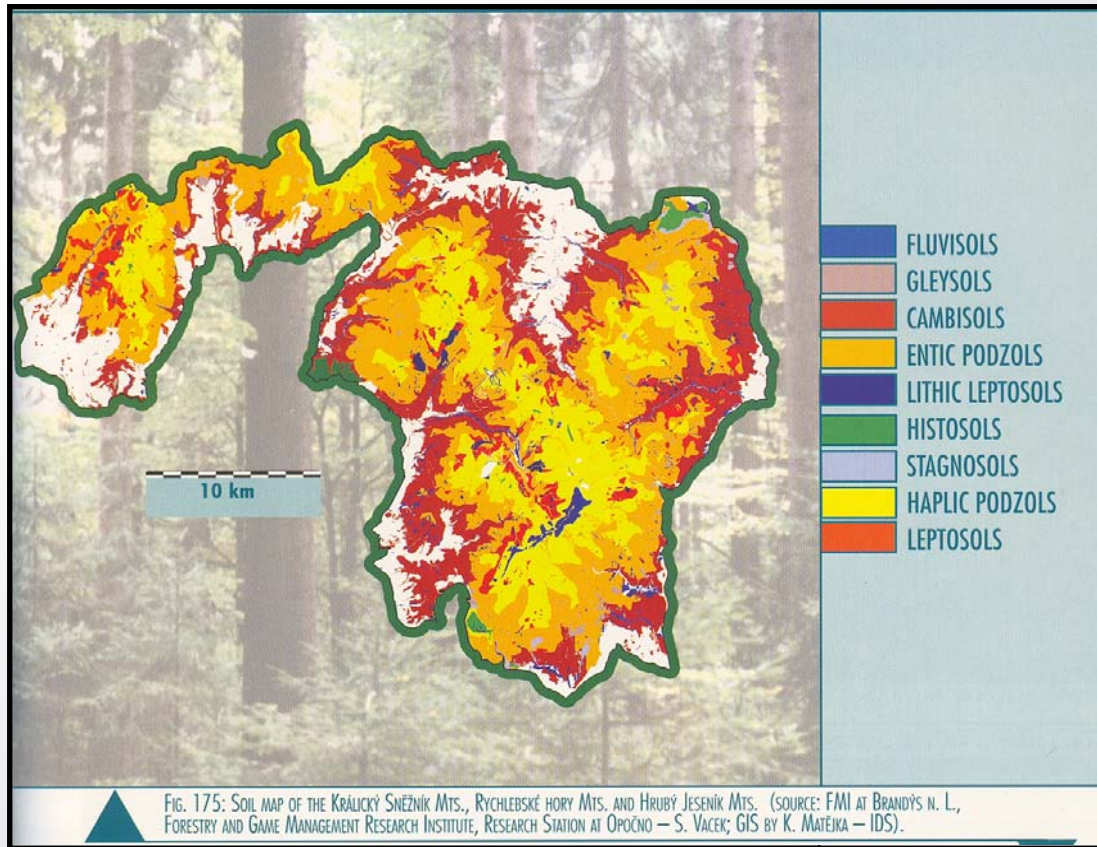 FLUVISOLS
GLEYSOLS
CAMBISOLS
ENTIC PODZOLS
LITHIC LEPTOSOLS
HISTOSOLS
STAGNOSOLS
HAPLIC PODZOLS
LEPTOSOLS
10 km
FIG. 175: SOIL MAP OF THE KRÁLICKÝ SNĚŽNÍK MTS., RYCHLEBSKÉ HORY MTS. AND HRUBÝ JESENÍK MTS. (SOURCE: FMI AT BRANDÝS N. L.,
FORESTRY AND GAME MANAGEMENT RESEARCH INSTITUTE, RESEARCH STATION AT OPOČNO – S. VACEK; GIS BY K. MATĚJKA – IDS).